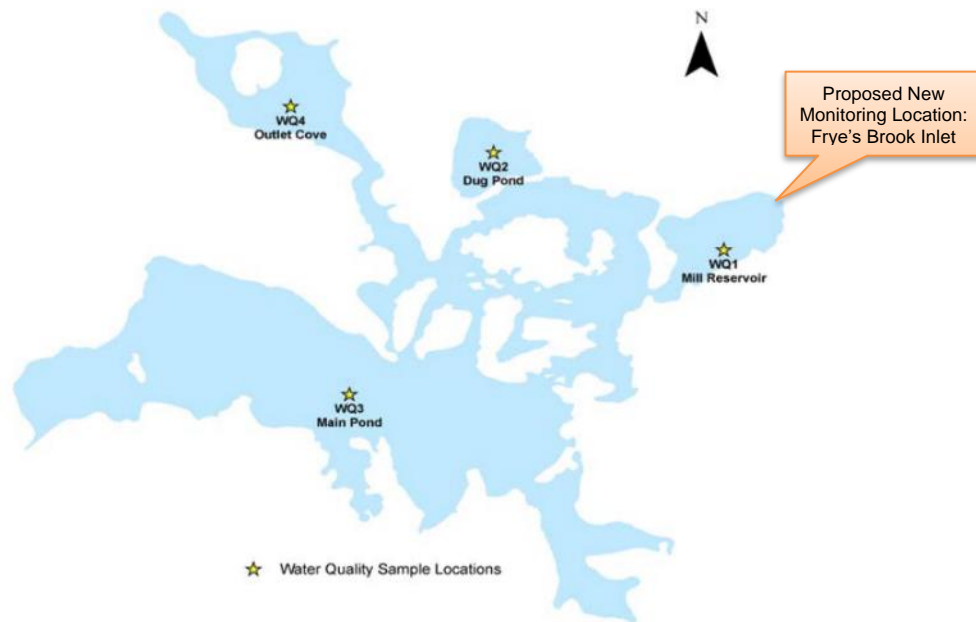 N
Proposed New
Monitoring Location:
Frye's Brook Inlet
WQ4
Outlet Cove
WQ2
Dug Pond
WQ1
Mill Reservoir
WQ3
Main Pond
Water Quality Sample Locations